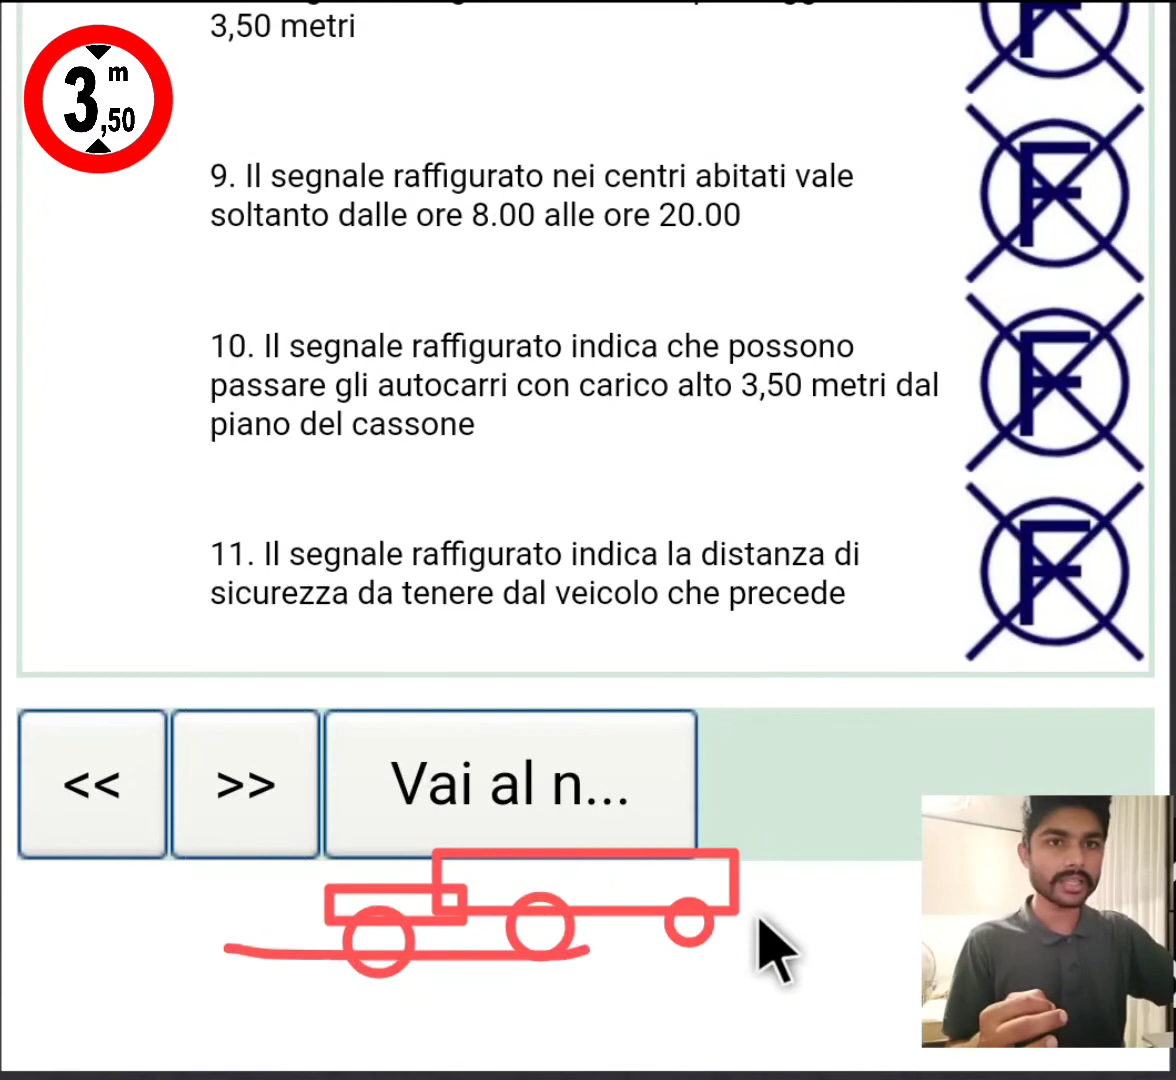 3,50 metri
3 m
,50
9. Il segnale raffigurato nei centri abitati vale
soltanto dalle ore 8.00 alle ore 20.00
F
10. Il segnale raffigurato indica che possono
passare gli autocarri con carico alto 3,50 metri dal
piano del cassone
F
11. Il segnale raffigurato indica la distanza di
sicurezza da tenere dal veicolo che precede
F
<< >> Vai al n...